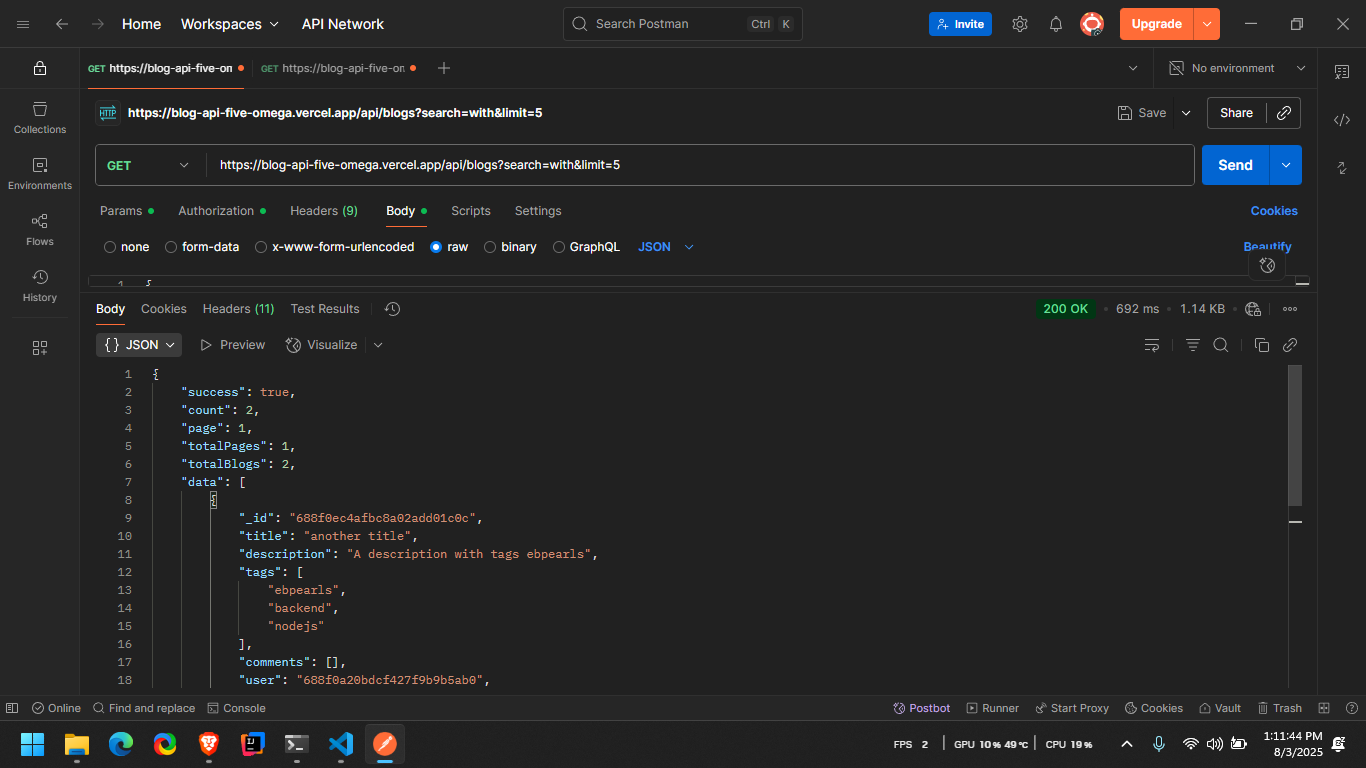 Home Workspaces API Network Search Postman Ctrl K Invite Upgrade
GET https://blog-api-five-on GET https://blog-api-five-on No environment
HTTP https://blog-api-five-omega.vercel.app/api/blogs?search=with&limit=5 Save Share
Collections
GET https://blog-api-five-omega.vercel.app/api/blogs?search=with&limit=5 Send
Environments
Params Authorization Headers (9) Body Scripts Settings Cookies
Flows
none form-data x-www-form-urlencoded raw binary GraphQL JSON Beautify
History
1 {
Body Cookies Headers (11) Test Results 200 OK 692 ms 1.14 KB
{ } JSON Preview Visualize
1 {
2 "success": true,
3 "count": 2,
4 "page": 1,
5 "totalPages": 1,
6 "totalBlogs": 2,
7 "data": [
8 {
9 "_id": "688f0ec4afbc8a02add01c0c",
10 "title": "another title",
11 "description": "A description with tags ebpearls",
12 "tags": [
13 "ebpearls",
14 "backend",
15 "nodejs"
16 ],
17 "comments": [],
18 "user": "688f0a20bdcf427f9b9b5ab0",
Online Find and replace Console Postbot Runner Start Proxy Cookies Vault Trash
FPS 2 GPU 10% 49°C CPU 19% 1:11:44 PM
8/3/2025